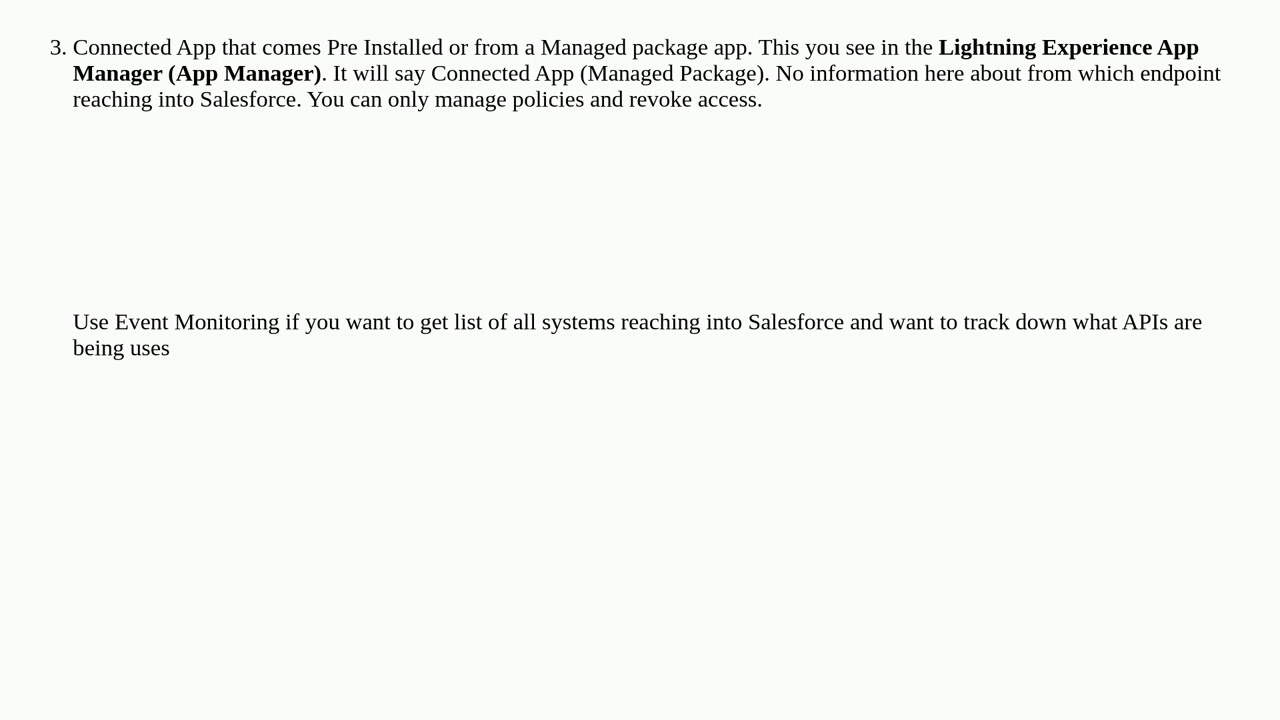 3. Connected App that comes Pre Installed or from a Managed package app. This you see in the Lightning Experience App
Manager (App Manager). It will say Connected App (Managed Package). No information here about from which endpoint
reaching into Salesforce. You can only manage policies and revoke access.
Use Event Monitoring if you want to get list of all systems reaching into Salesforce and want to track down what APIs are
being uses